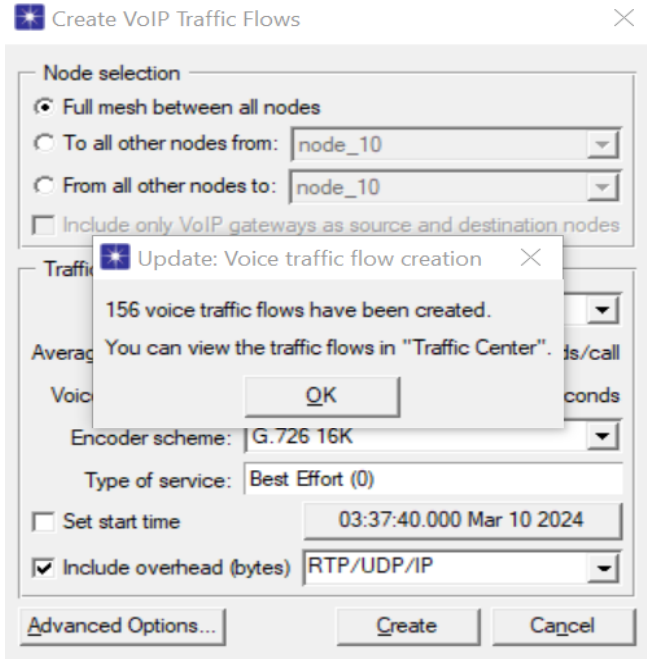 Create VoIP Traffic Flows
Node selection
Full mesh between all nodes
To all other nodes from: node_10
From all other nodes to: node_10
Include only VoIP gateways as source and destination nodes
Update: Voice traffic flow creation
156 voice traffic flows have been created.
You can view the traffic flows in "Traffic Center".
OK
Encoder scheme: G.726 16K
Type of service: Best Effort (0)
Set start time 03:37:40.000 Mar 10 2024
Include overhead (bytes) RTP/UDP/IP
Advanced Options... Create Cancel